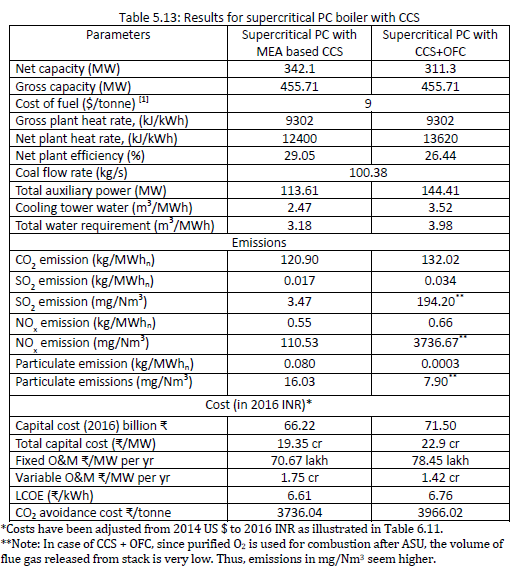 Table 5.13: Results for supercritical PC boiler with CCS
Parameters Supercritical PC with MEA based CCS Supercritical PC with CCS+OFC
Net capacity (MW) 342.1 311.3
Gross capacity (MW) 455.71 455.71
Cost of fuel ($/tonne) [1] 9
Gross plant heat rate, (kJ/kWh) 9302 9302
Net plant heat rate, (kJ/kWh) 12400 13620
Net plant efficiency (%) 29.05 26.44
Coal flow rate (kg/s) 100.38
Total auxiliary power (MW) 113.61 144.41
Cooling tower water (m³/MWh) 2.47 3.52
Total water requirement (m³/MWh) 3.18 3.98
Emissions
CO₂ emission (kg/MWhₙ) 120.90 132.02
SO₂ emission (kg/MWhₙ) 0.017 0.034
SO₂ emission (mg/Nm³) 3.47 194.20**
NOₓ emission (kg/MWhₙ) 0.55 0.66
NOₓ emission (mg/Nm³) 110.53 3736.67**
Particulate emission (kg/MWhₙ) 0.080 0.0003
Particulate emissions (mg/Nm³) 16.03 7.90**
Cost (in 2016 INR)*
Capital cost (2016) billion ₹ 66.22 71.50
Total capital cost (₹/MW) 19.35 cr 22.9 cr
Fixed O&M ₹/MW per yr 70.67 lakh 78.45 lakh
Variable O&M ₹/MW per yr 1.75 cr 1.42 cr
LCOE (₹/kWh) 6.61 6.76
CO₂ avoidance cost ₹/tonne 3736.04 3966.02
*Costs have been adjusted from 2014 US $ to 2016 INR as illustrated in Table 6.11.
**Note: In case of CCS + OFC, since purified O₂ is used for combustion after ASU, the volume of
flue gas released from stack is very low. Thus, emissions in mg/Nm³ seem higher.